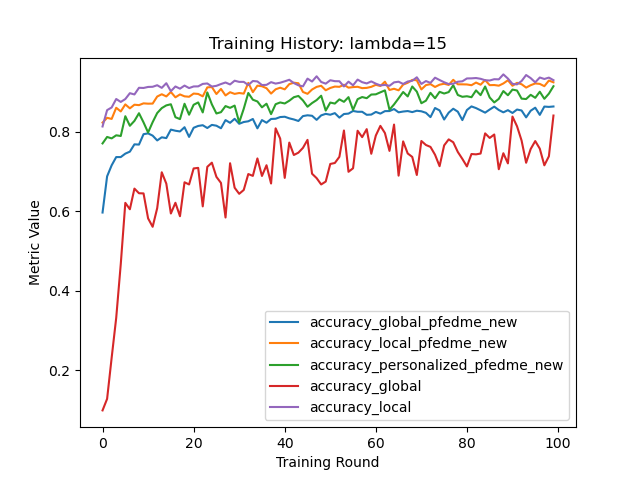 Training History: lambda=15
Metric Value
0.8
0.6
0.4
0.2
accuracy_global_pfedme_new
accuracy_local_pfedme_new
accuracy_personalized_pfedme_new
accuracy_global
accuracy_local
0 20 40 60 80 100
Training Round